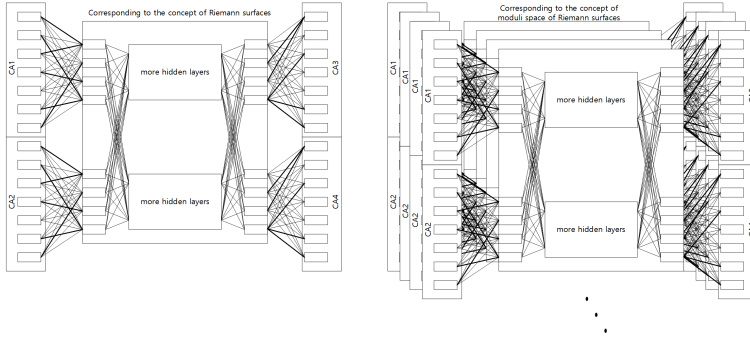 Corresponding to the concept of Riemann surfaces
CA1
CA2
more hidden layers
more hidden layers
CA3
CA4
Corresponding to the concept of
moduli space of Riemann surfaces
CA1
CA1
CA1
CA2
CA2
CA2
more hidden layers
more hidden layers